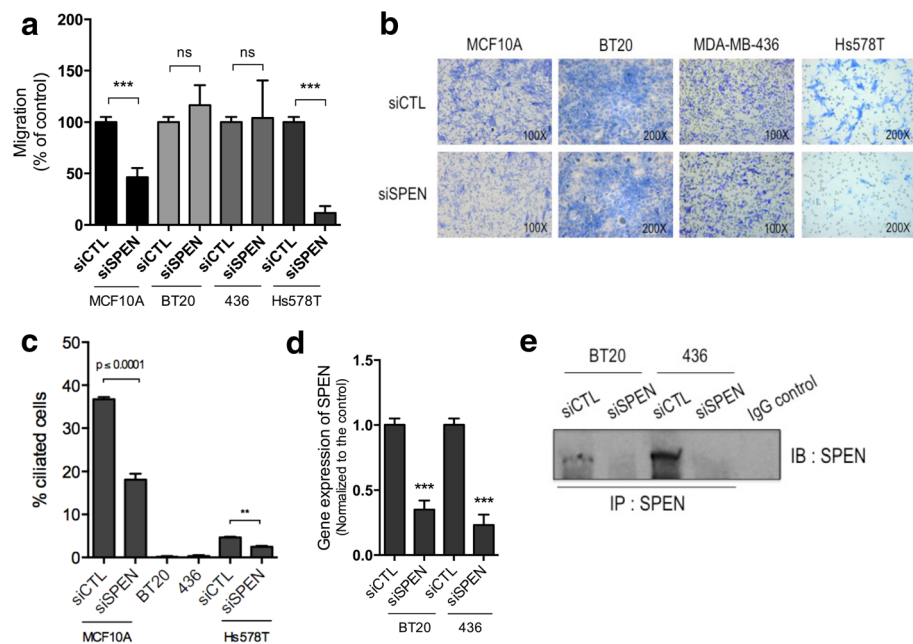 a
200
150
100
50
0
Migration
(% of control)
***
ns
ns
***
siCTL
siSPEN
siCTL
siSPEN
siCTL
siSPEN
siCTL
siSPEN
MCF10A
BT20
436
Hs578T
b
MCF10A
BT20
MDA-MB-436
Hs578T
siCTL
100X
200X
100X
200X
siSPEN
100X
200X
100X
200X
c
50
40
30
20
10
0
% ciliated cells
p ≤ 0.0001
**
siCTL
siSPEN
BT20
436
siCTL
siSPEN
MCF10A
Hs578T
d
1.5
1.0
0.5
0.0
Gene expression of SPEN
(Normalized to the control)
***
***
siCTL
siSPEN
siCTL
siSPEN
BT20
436
e
BT20
436
siCTL
siSPEN
siCTL
siSPEN
IgG control
IB : SPEN
IP : SPEN